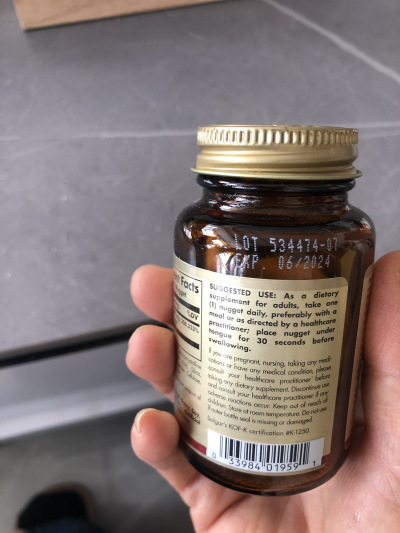 LOT 534474-07
EXP. 06/2024
Facts
%DV
SUGGESTED USE: As a dietary
supplement for adults, take one
(1) nugget daily, preferably with a
meal or as directed by a healthcare
practitioner; place nugget under
tongue for 30 seconds before
swallowing.
If you are pregnant, nursing, taking any medi-
cations or have any medical condition, please
consult your healthcare practitioner before
taking any dietary supplement. Discontinue use
and consult your healthcare practitioner if any
adverse reactions occur. Keep out of reach of
children. Store at room temperature. Do not use
if outer bottle seal is missing or damaged.
Solgar's KOF-K certification #K-1250
0 33984 01959 1